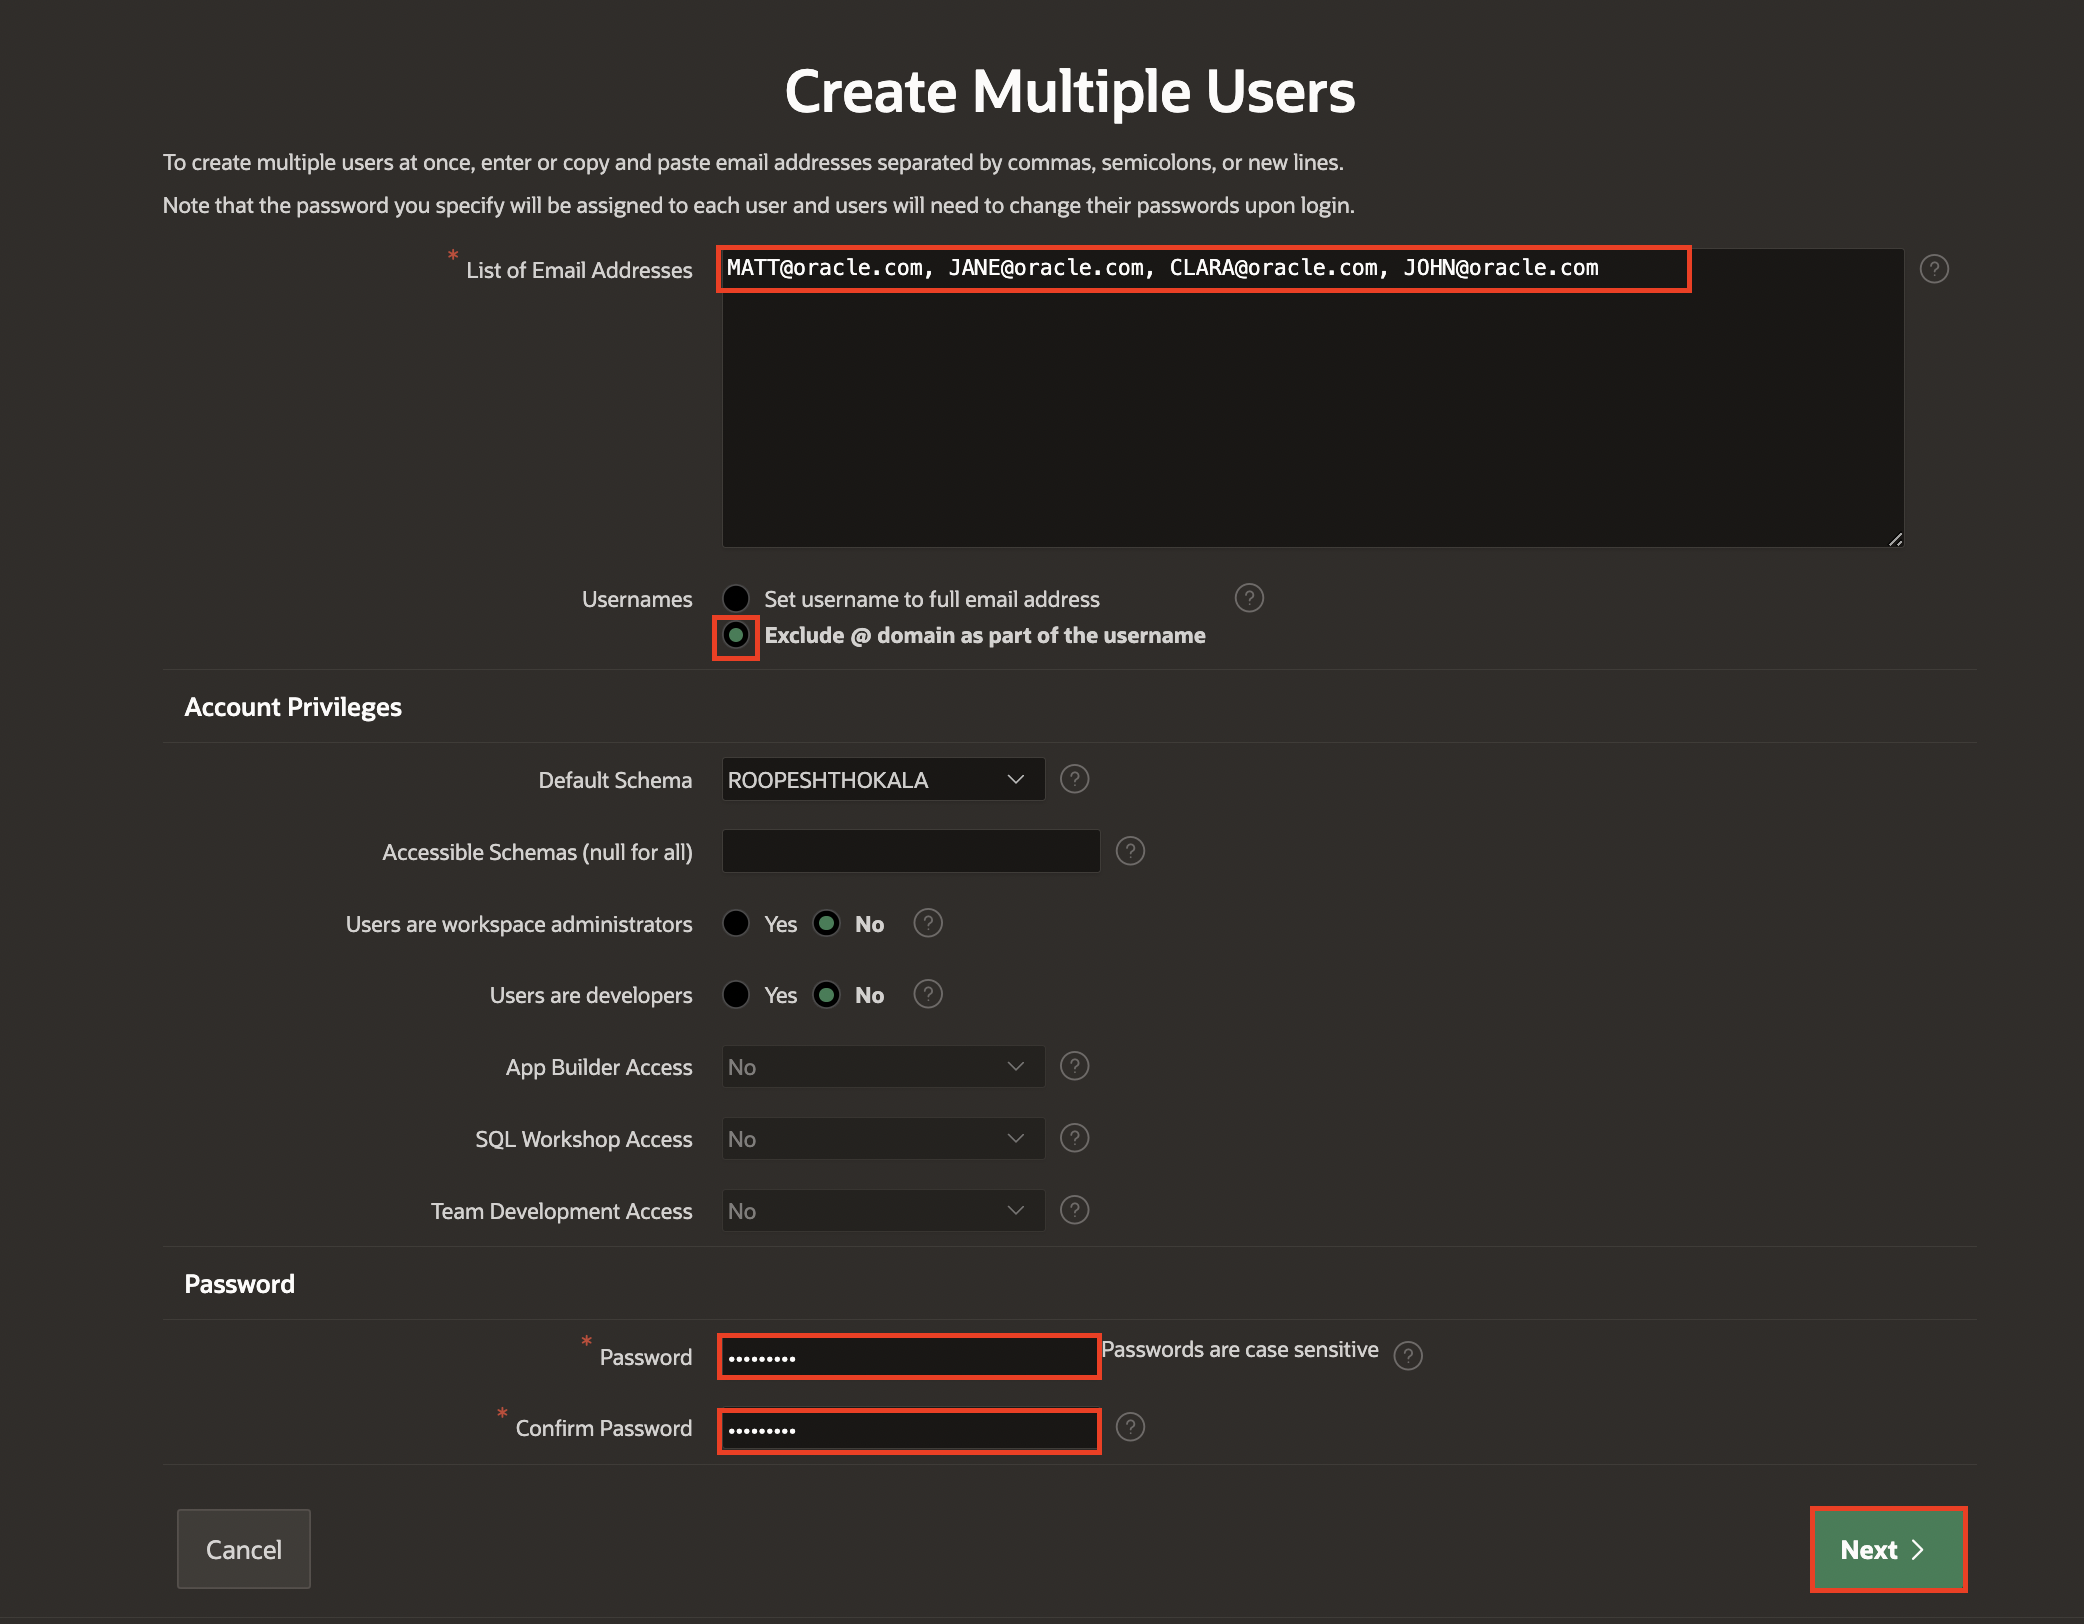 Create Multiple Users
To create multiple users at once, enter or copy and paste email addresses separated by commas, semicolons, or new lines.
Note that the password you specify will be assigned to each user and users will need to change their passwords upon login.
* List of Email Addresses MATT@oracle.com, JANE@oracle.com, CLARA@oracle.com, JOHN@oracle.com ?
Usernames Set username to full email address ?
Exclude @ domain as part of the username
Account Privileges
Default Schema ROOPESHTHOKALA ?
Accessible Schemas (null for all) ?
Users are workspace administrators Yes No ?
Users are developers Yes No ?
App Builder Access No ?
SQL Workshop Access No ?
Team Development Access No ?
Password
* Password ••••••••• Passwords are case sensitive ?
* Confirm Password ••••••••• ?
Cancel Next >